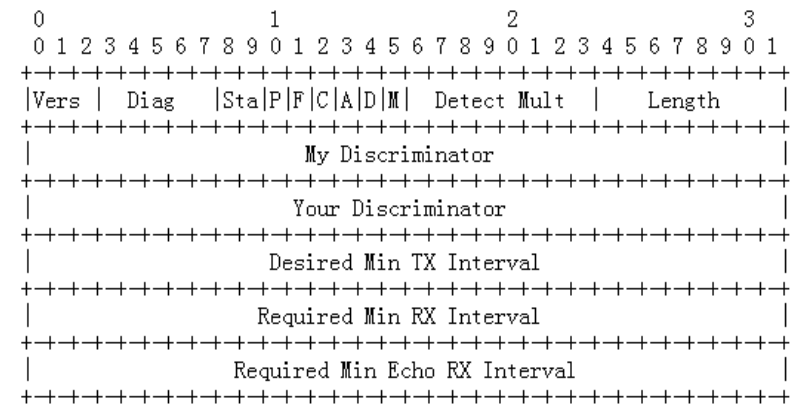 0                   1                   2                   3
 0 1 2 3 4 5 6 7 8 9 0 1 2 3 4 5 6 7 8 9 0 1 2 3 4 5 6 7 8 9 0 1
+-+-+-+-+-+-+-+-+-+-+-+-+-+-+-+-+-+-+-+-+-+-+-+-+-+-+-+-+-+-+-+-+
|Vers |  Diag   |Sta|P|F|C|A|D|M|  Detect Mult  |    Length     |
+-+-+-+-+-+-+-+-+-+-+-+-+-+-+-+-+-+-+-+-+-+-+-+-+-+-+-+-+-+-+-+-+
|                       My Discriminator                        |
+-+-+-+-+-+-+-+-+-+-+-+-+-+-+-+-+-+-+-+-+-+-+-+-+-+-+-+-+-+-+-+-+
|                      Your Discriminator                       |
+-+-+-+-+-+-+-+-+-+-+-+-+-+-+-+-+-+-+-+-+-+-+-+-+-+-+-+-+-+-+-+-+
|                    Desired Min TX Interval                    |
+-+-+-+-+-+-+-+-+-+-+-+-+-+-+-+-+-+-+-+-+-+-+-+-+-+-+-+-+-+-+-+-+
|                   Required Min RX Interval                    |
+-+-+-+-+-+-+-+-+-+-+-+-+-+-+-+-+-+-+-+-+-+-+-+-+-+-+-+-+-+-+-+-+
|                 Required Min Echo RX Interval                 |
+-+-+-+-+-+-+-+-+-+-+-+-+-+-+-+-+-+-+-+-+-+-+-+-+-+-+-+-+-+-+-+-+